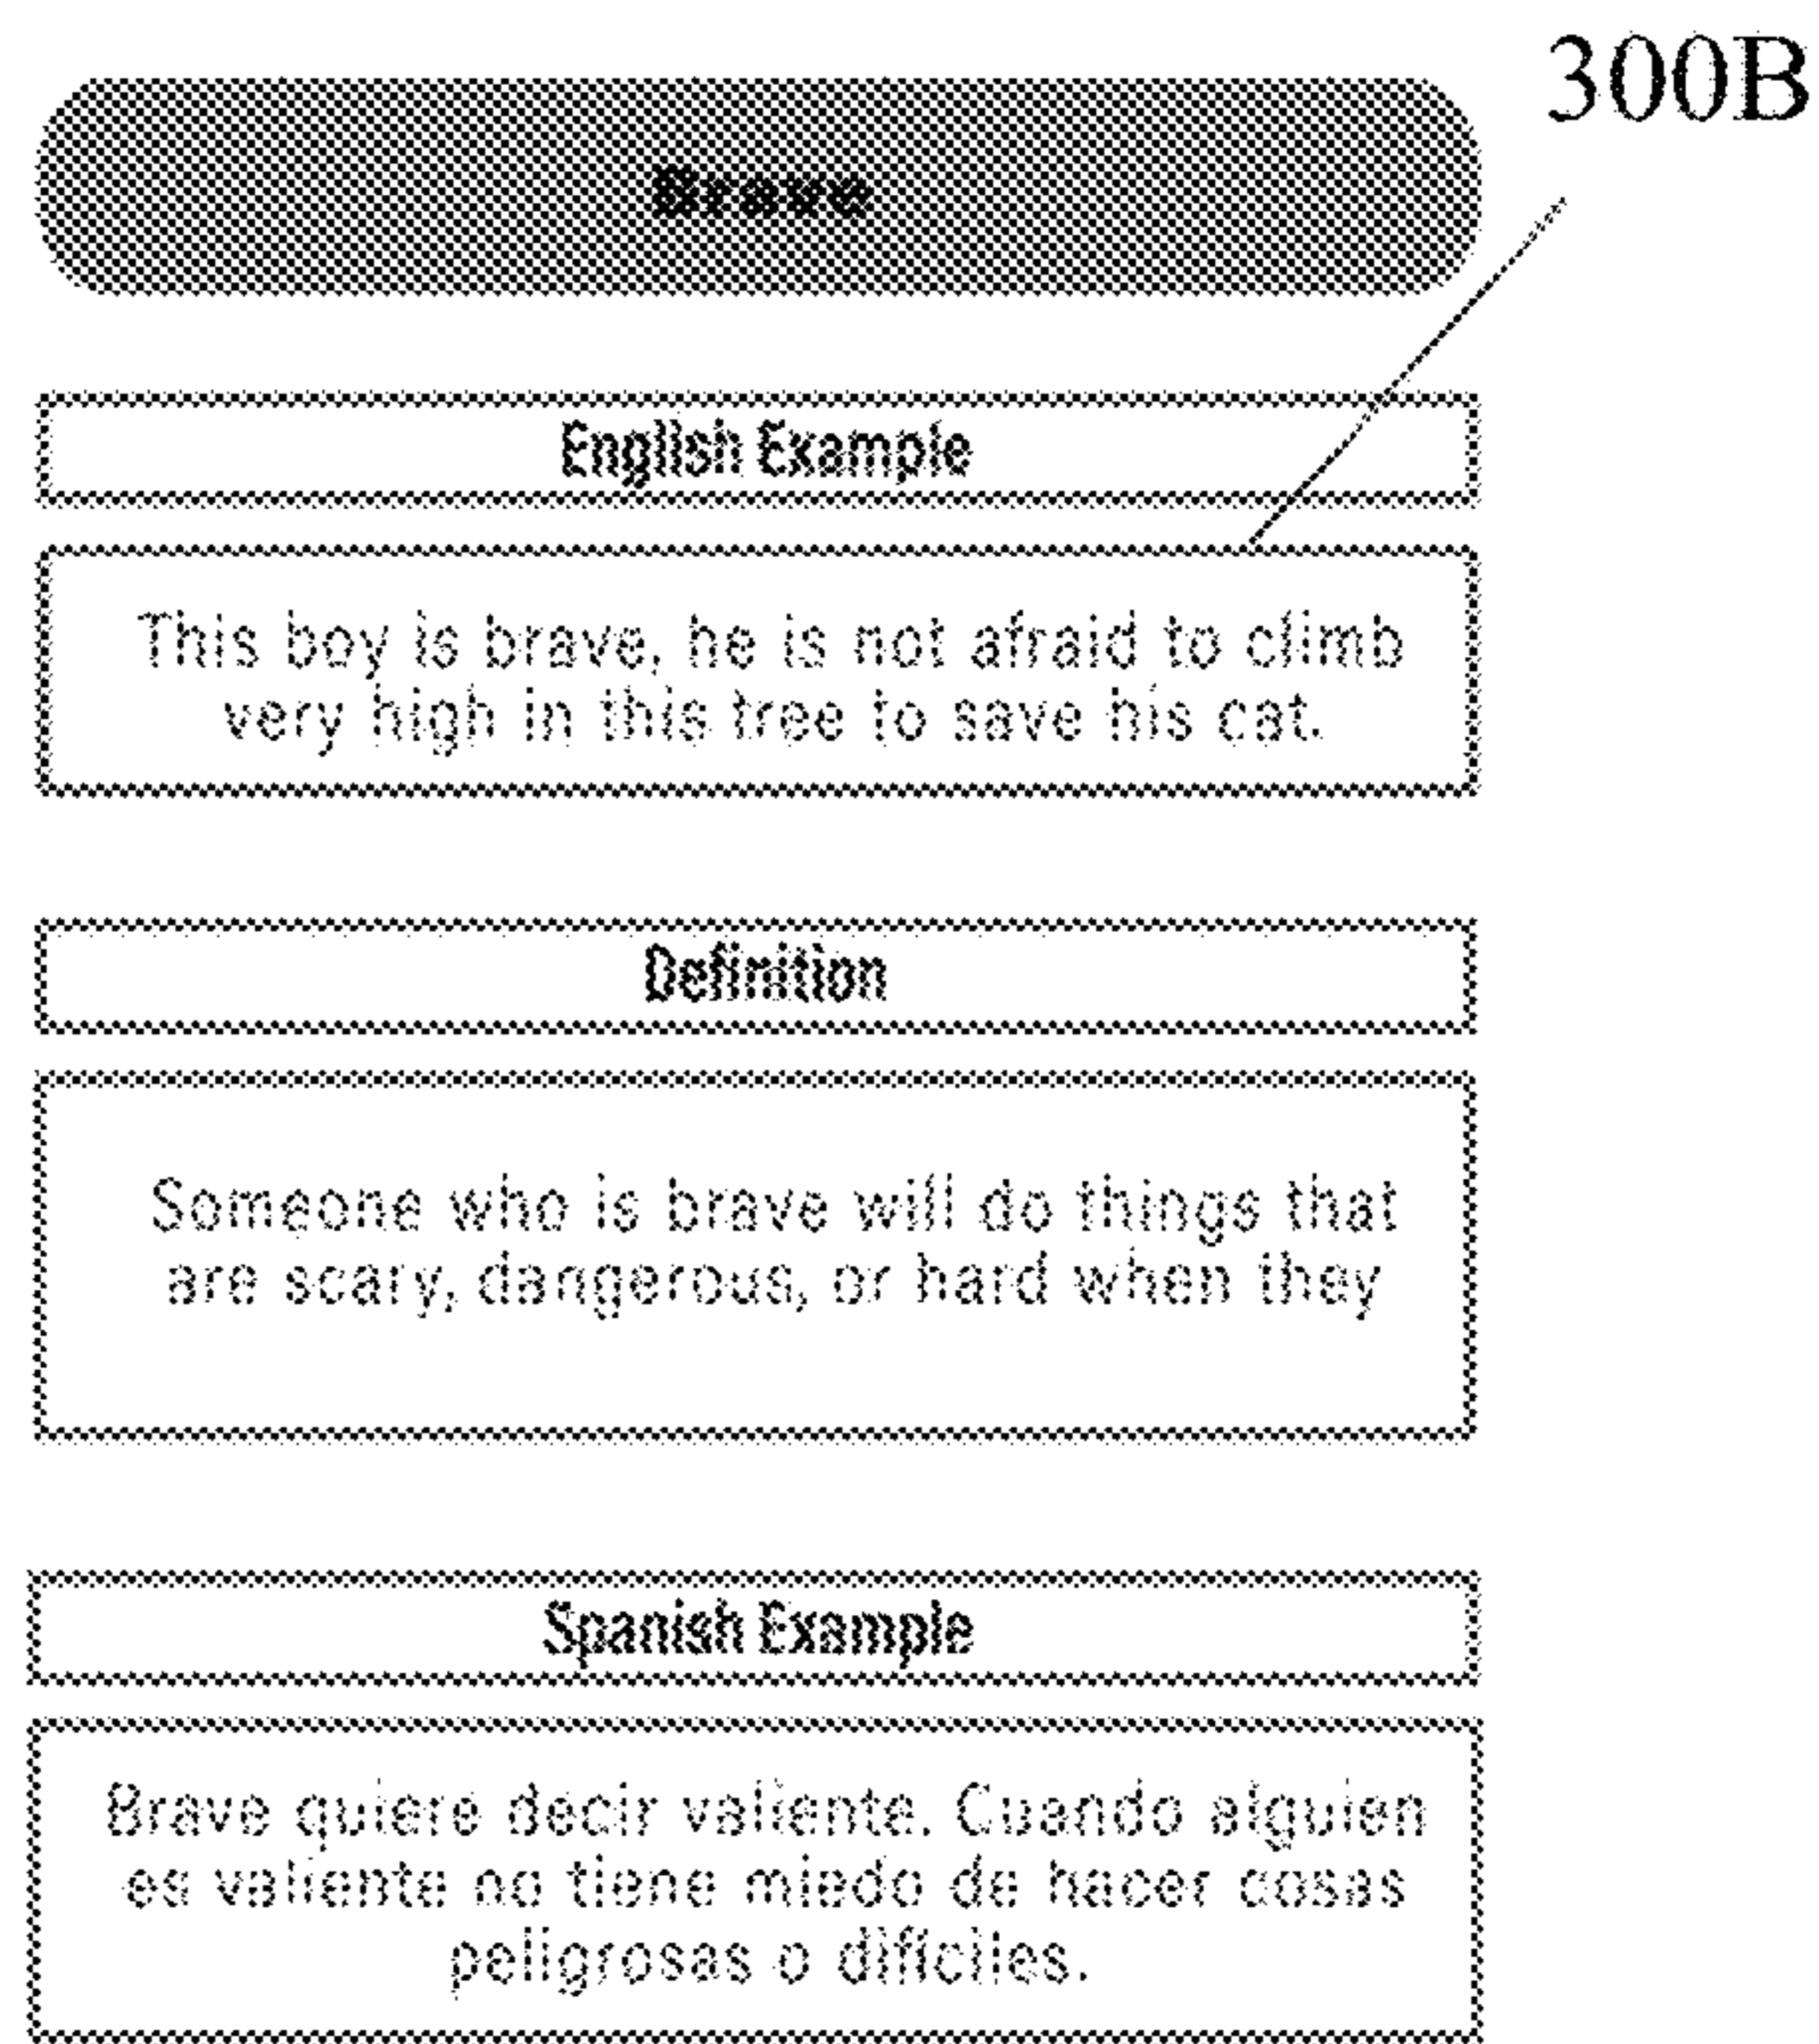 300B
Brave
English Example
This boy is brave, he is not afraid to climb
very high in this tree to save his cat.
Definition
Someone who is brave will do things that
are scary, dangerous, or hard when they
Spanish Example
Brave quiere decir valiente. Cuando alguien
es valiente no tiene miedo de hacer cosas
peligrosas o difíciles.